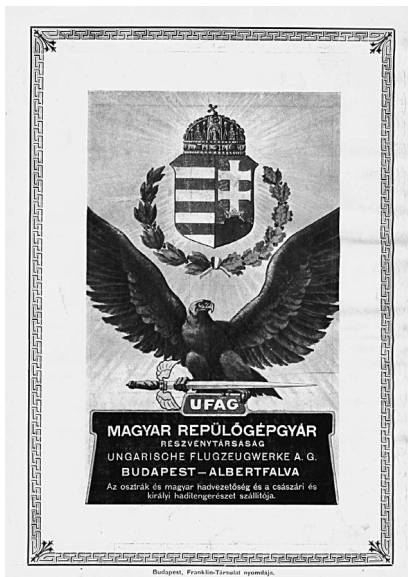 UFAG
MAGYAR REPÜLŐGÉPGYÁR
RÉSZVÉNYTÁRSASÁG
UNGARISCHE FLUGZEUGWERKE A. G.
BUDAPEST—ALBERTFALVA
Az osztrák és magyar hadvezetőség és a császári és
királyi haditengerészet szállítója.
Budapest, Franklin-Társulat nyomdája.